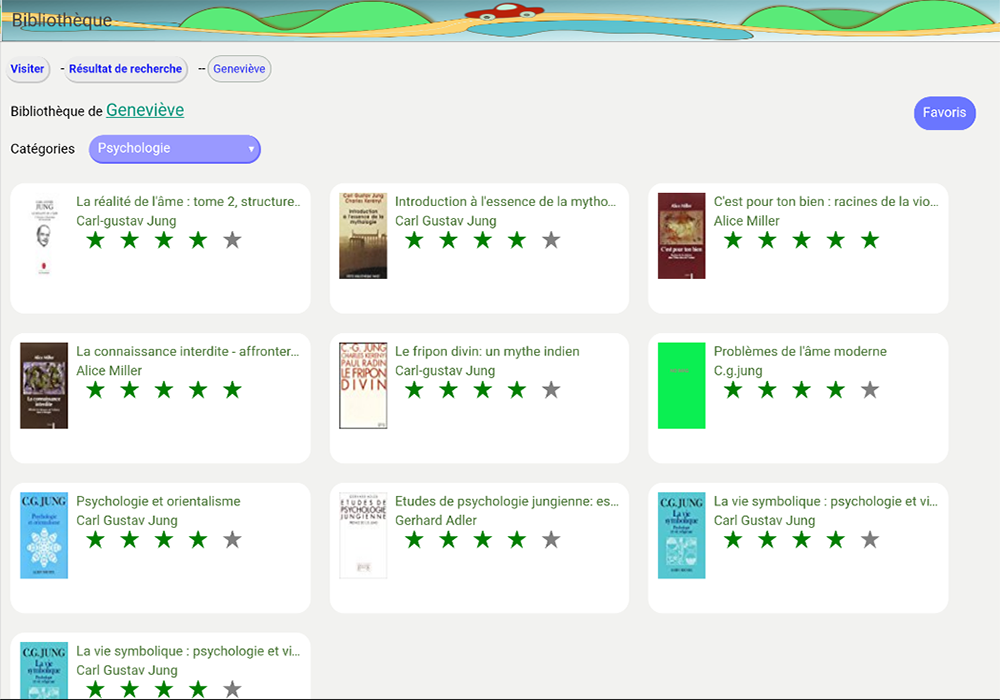 Bibliothèque
Visiter - Résultat de recherche -- Geneviève
Bibliothèque de Geneviève
Favoris
Catégories Psychologie
La réalité de l'âme : tome 2, structure..
Carl-gustav Jung
Introduction à l'essence de la mytho...
Carl Gustav Jung
Carl Gustav Jung
Charles Kerényi
Introduction
à l'essence de la
mythologie
C'est pour ton bien : racines de la vio...
Alice Miller
Alice Miller
C'est pour ton bien
La connaissance interdite - affronter...
Alice Miller
Alice Miller
La connaissance
interdite
Le fripon divin: un mythe indien
Carl-gustav Jung
C.-G. JUNG
CHARLES KERENYI
PAUL RADIN
LE FRIPON
DIVIN
Problèmes de l'âme moderne
C.g.jung
Psychologie et orientalisme
Carl Gustav Jung
C.G. JUNG
Psychologie
et orientalisme
Etudes de psychologie jungienne: es...
Gerhard Adler
GERHARD ADLER
ETUDES DE
PSYCHOLOGIE
JUNGIENNE
La vie symbolique : psychologie et vi...
Carl Gustav Jung
C.G. JUNG
La vie
symbolique
La vie symbolique : psychologie et vi...
Carl Gustav Jung
C.G. JUNG
La vie
symbolique